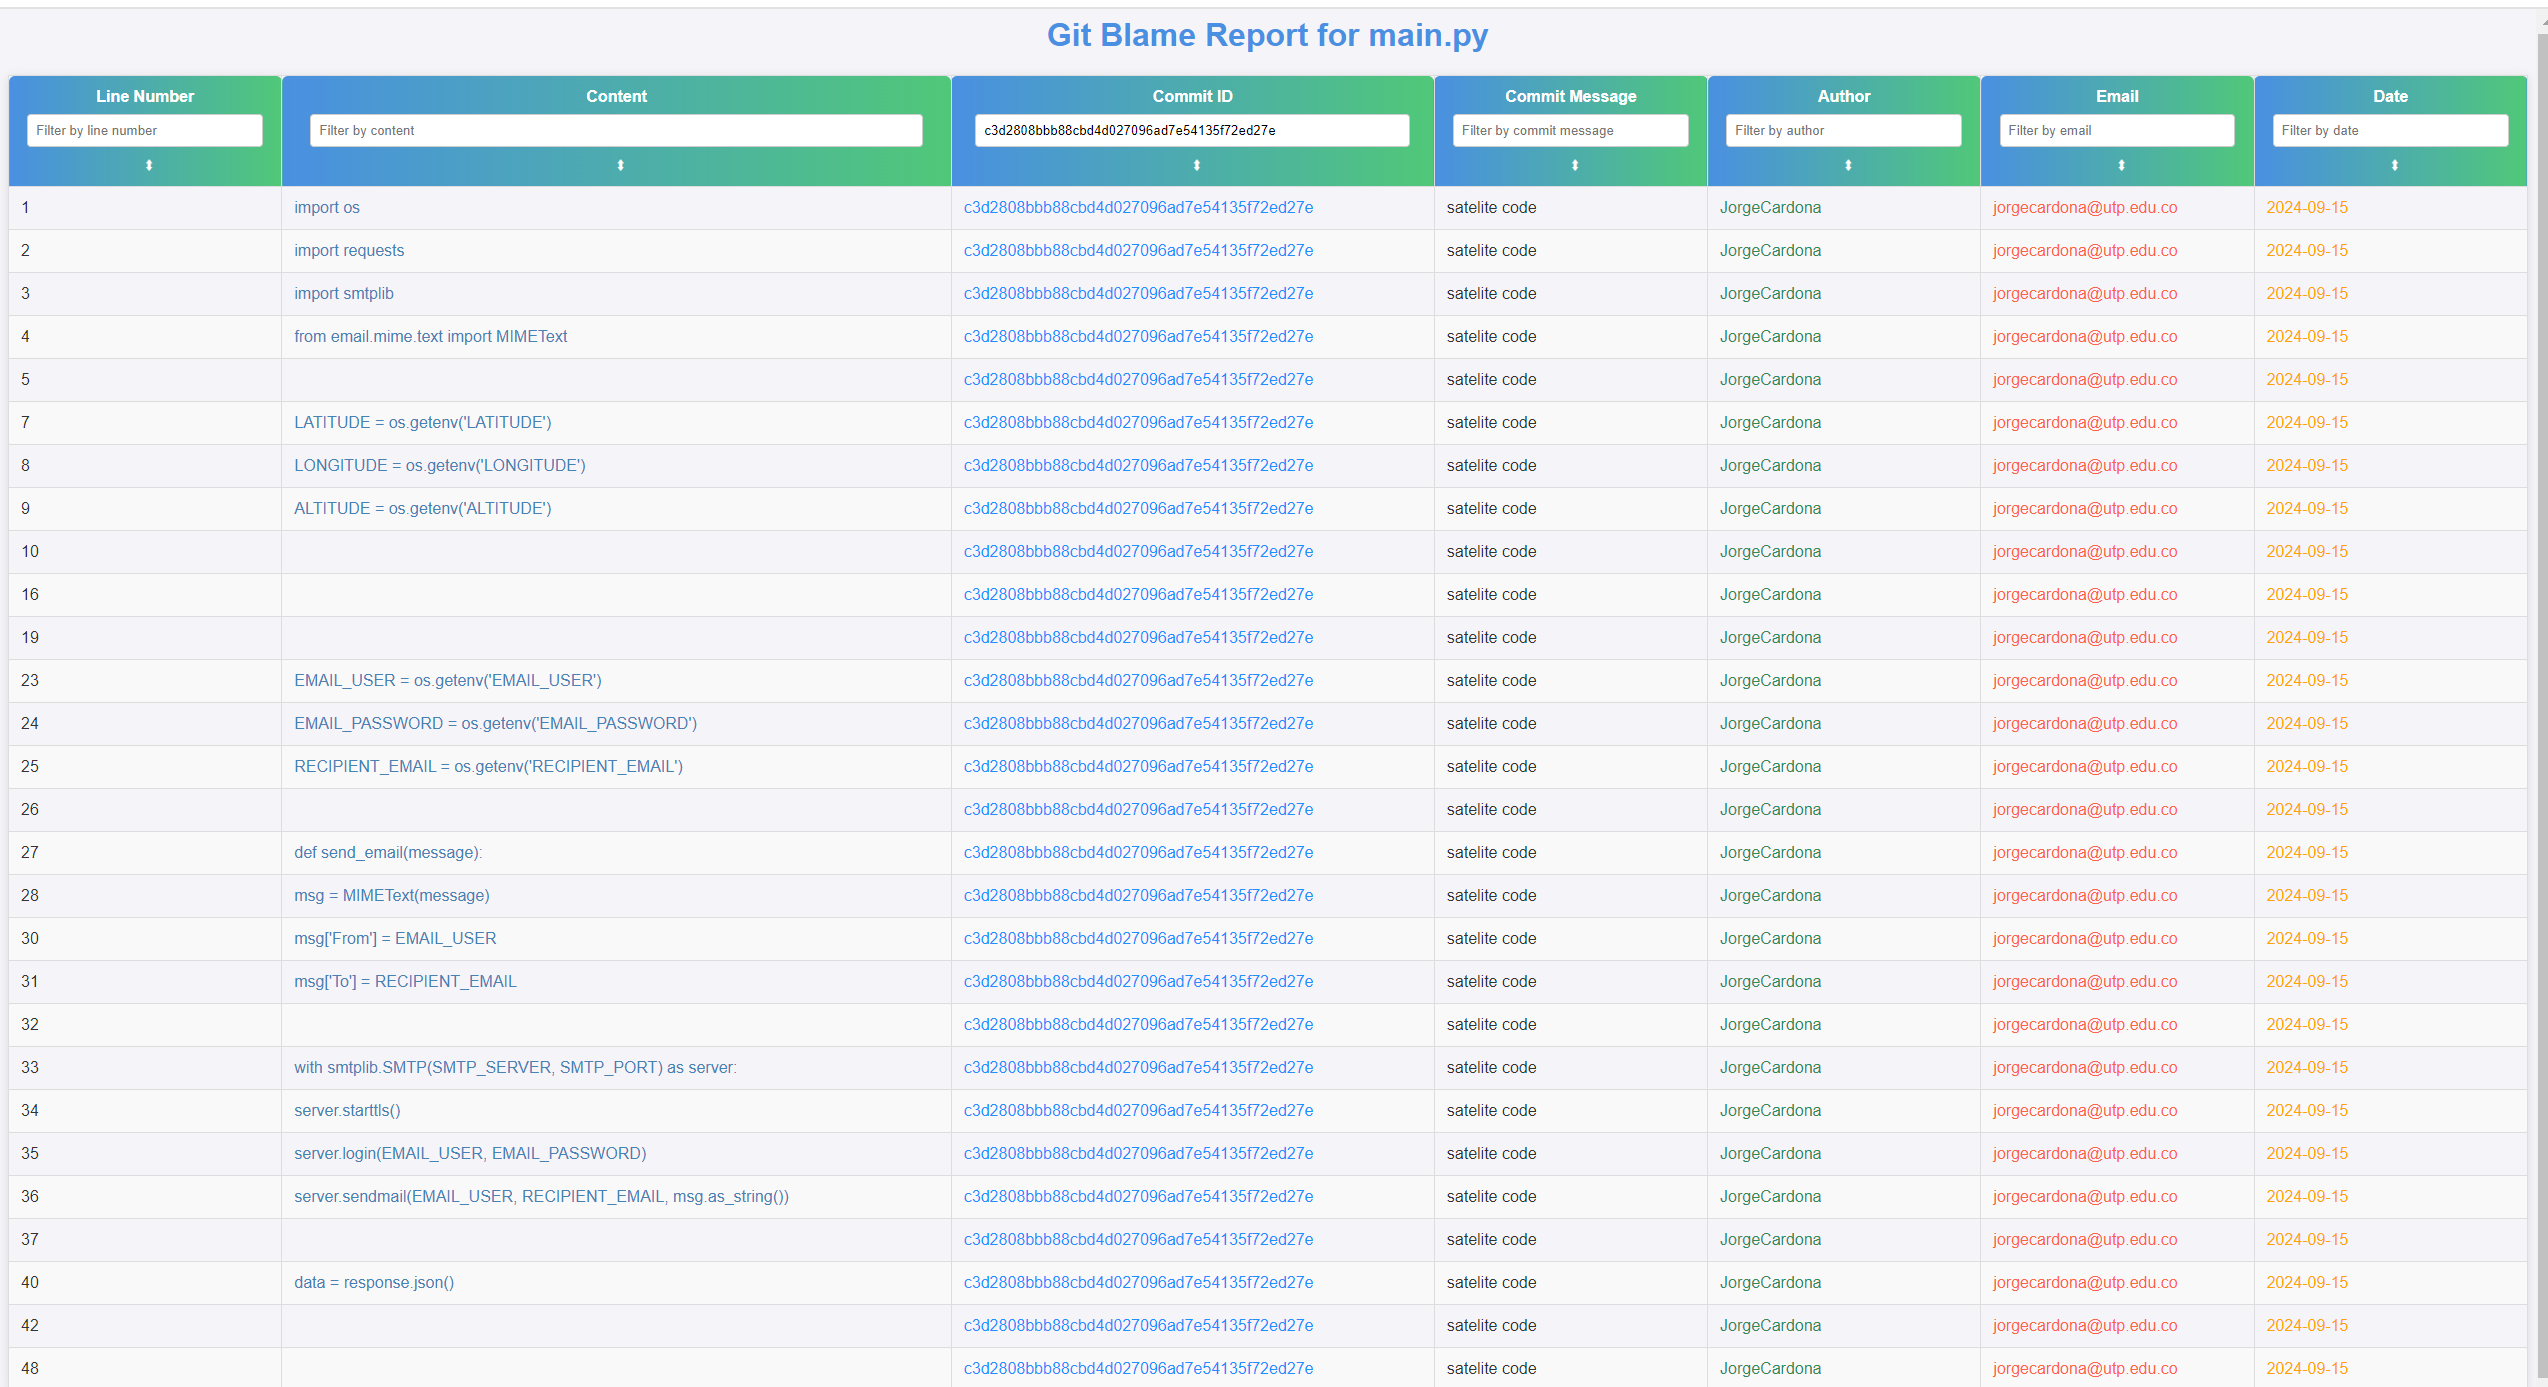 Git Blame Report for main.py
Line Number Content Commit ID Commit Message Author Email Date
Filter by line number Filter by content c3d2808bbb88cbd4d027096ad7e54135f72ed27e Filter by commit message Filter by author Filter by email Filter by date
1 import os c3d2808bbb88cbd4d027096ad7e54135f72ed27e satelite code JorgeCardona jorgecardona@utp.edu.co 2024-09-15
2 import requests c3d2808bbb88cbd4d027096ad7e54135f72ed27e satelite code JorgeCardona jorgecardona@utp.edu.co 2024-09-15
3 import smtplib c3d2808bbb88cbd4d027096ad7e54135f72ed27e satelite code JorgeCardona jorgecardona@utp.edu.co 2024-09-15
4 from email.mime.text import MIMEText c3d2808bbb88cbd4d027096ad7e54135f72ed27e satelite code JorgeCardona jorgecardona@utp.edu.co 2024-09-15
5 c3d2808bbb88cbd4d027096ad7e54135f72ed27e satelite code JorgeCardona jorgecardona@utp.edu.co 2024-09-15
7 LATITUDE = os.getenv('LATITUDE') c3d2808bbb88cbd4d027096ad7e54135f72ed27e satelite code JorgeCardona jorgecardona@utp.edu.co 2024-09-15
8 LONGITUDE = os.getenv('LONGITUDE') c3d2808bbb88cbd4d027096ad7e54135f72ed27e satelite code JorgeCardona jorgecardona@utp.edu.co 2024-09-15
9 ALTITUDE = os.getenv('ALTITUDE') c3d2808bbb88cbd4d027096ad7e54135f72ed27e satelite code JorgeCardona jorgecardona@utp.edu.co 2024-09-15
10 c3d2808bbb88cbd4d027096ad7e54135f72ed27e satelite code JorgeCardona jorgecardona@utp.edu.co 2024-09-15
16 c3d2808bbb88cbd4d027096ad7e54135f72ed27e satelite code JorgeCardona jorgecardona@utp.edu.co 2024-09-15
19 c3d2808bbb88cbd4d027096ad7e54135f72ed27e satelite code JorgeCardona jorgecardona@utp.edu.co 2024-09-15
23 EMAIL_USER = os.getenv('EMAIL_USER') c3d2808bbb88cbd4d027096ad7e54135f72ed27e satelite code JorgeCardona jorgecardona@utp.edu.co 2024-09-15
24 EMAIL_PASSWORD = os.getenv('EMAIL_PASSWORD') c3d2808bbb88cbd4d027096ad7e54135f72ed27e satelite code JorgeCardona jorgecardona@utp.edu.co 2024-09-15
25 RECIPIENT_EMAIL = os.getenv('RECIPIENT_EMAIL') c3d2808bbb88cbd4d027096ad7e54135f72ed27e satelite code JorgeCardona jorgecardona@utp.edu.co 2024-09-15
26 c3d2808bbb88cbd4d027096ad7e54135f72ed27e satelite code JorgeCardona jorgecardona@utp.edu.co 2024-09-15
27 def send_email(message): c3d2808bbb88cbd4d027096ad7e54135f72ed27e satelite code JorgeCardona jorgecardona@utp.edu.co 2024-09-15
28 msg = MIMEText(message) c3d2808bbb88cbd4d027096ad7e54135f72ed27e satelite code JorgeCardona jorgecardona@utp.edu.co 2024-09-15
30 msg['From'] = EMAIL_USER c3d2808bbb88cbd4d027096ad7e54135f72ed27e satelite code JorgeCardona jorgecardona@utp.edu.co 2024-09-15
31 msg['To'] = RECIPIENT_EMAIL c3d2808bbb88cbd4d027096ad7e54135f72ed27e satelite code JorgeCardona jorgecardona@utp.edu.co 2024-09-15
32 c3d2808bbb88cbd4d027096ad7e54135f72ed27e satelite code JorgeCardona jorgecardona@utp.edu.co 2024-09-15
33 with smtplib.SMTP(SMTP_SERVER, SMTP_PORT) as server: c3d2808bbb88cbd4d027096ad7e54135f72ed27e satelite code JorgeCardona jorgecardona@utp.edu.co 2024-09-15
34 server.starttls() c3d2808bbb88cbd4d027096ad7e54135f72ed27e satelite code JorgeCardona jorgecardona@utp.edu.co 2024-09-15
35 server.login(EMAIL_USER, EMAIL_PASSWORD) c3d2808bbb88cbd4d027096ad7e54135f72ed27e satelite code JorgeCardona jorgecardona@utp.edu.co 2024-09-15
36 server.sendmail(EMAIL_USER, RECIPIENT_EMAIL, msg.as_string()) c3d2808bbb88cbd4d027096ad7e54135f72ed27e satelite code JorgeCardona jorgecardona@utp.edu.co 2024-09-15
37 c3d2808bbb88cbd4d027096ad7e54135f72ed27e satelite code JorgeCardona jorgecardona@utp.edu.co 2024-09-15
40 data = response.json() c3d2808bbb88cbd4d027096ad7e54135f72ed27e satelite code JorgeCardona jorgecardona@utp.edu.co 2024-09-15
42 c3d2808bbb88cbd4d027096ad7e54135f72ed27e satelite code JorgeCardona jorgecardona@utp.edu.co 2024-09-15
48 c3d2808bbb88cbd4d027096ad7e54135f72ed27e satelite code JorgeCardona jorgecardona@utp.edu.co 2024-09-15